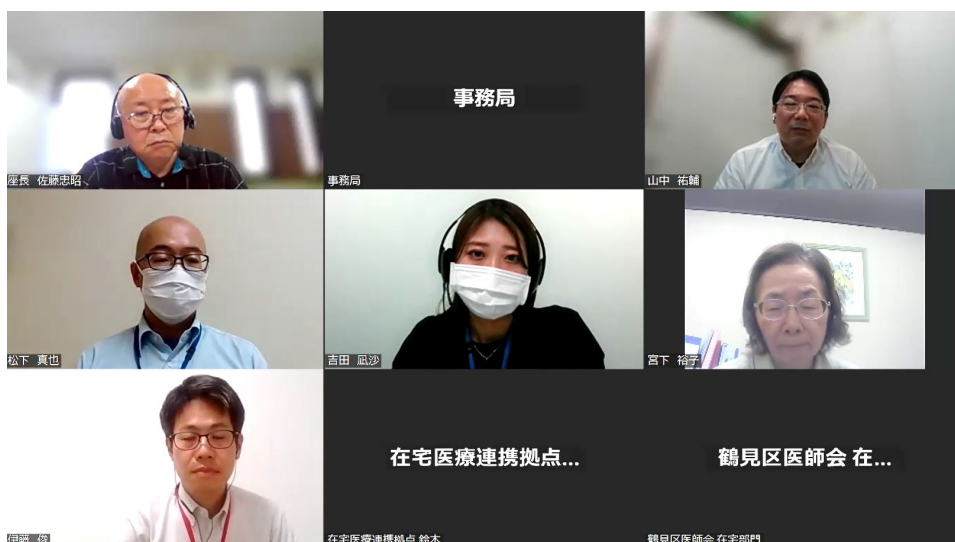 座長 佐藤忠昭
事務局
事務局
山中 祐輔
松下 真也
吉田 凪沙
宮下 裕子
伊藤 俊
在宅医療連携拠点...
在宅医療連携拠点 鈴木
鶴見区医師会 在...
鶴見区医師会 在宅部門